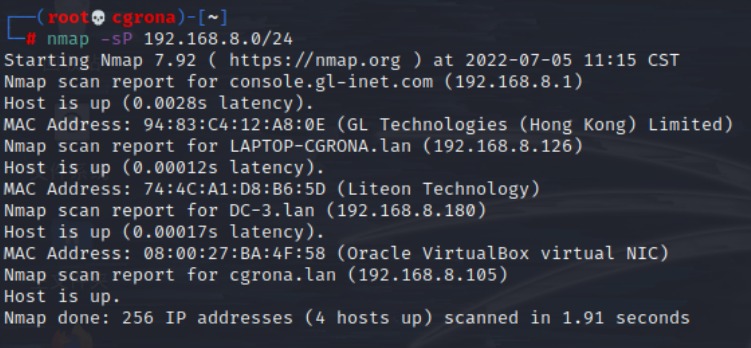 ┌──(root💀cgrona)-[~]
└─# nmap -sP 192.168.8.0/24
Starting Nmap 7.92 ( https://nmap.org ) at 2022-07-05 11:15 CST
Nmap scan report for console.gl-inet.com (192.168.8.1)
Host is up (0.0028s latency).
MAC Address: 94:83:C4:12:A8:0E (GL Technologies (Hong Kong) Limited)
Nmap scan report for LAPTOP-CGRONA.lan (192.168.8.126)
Host is up (0.00012s latency).
MAC Address: 74:4C:A1:D8:B6:5D (Liteon Technology)
Nmap scan report for DC-3.lan (192.168.8.180)
Host is up (0.00017s latency).
MAC Address: 08:00:27:BA:4F:58 (Oracle VirtualBox virtual NIC)
Nmap scan report for cgrona.lan (192.168.8.105)
Host is up.
Nmap done: 256 IP addresses (4 hosts up) scanned in 1.91 seconds